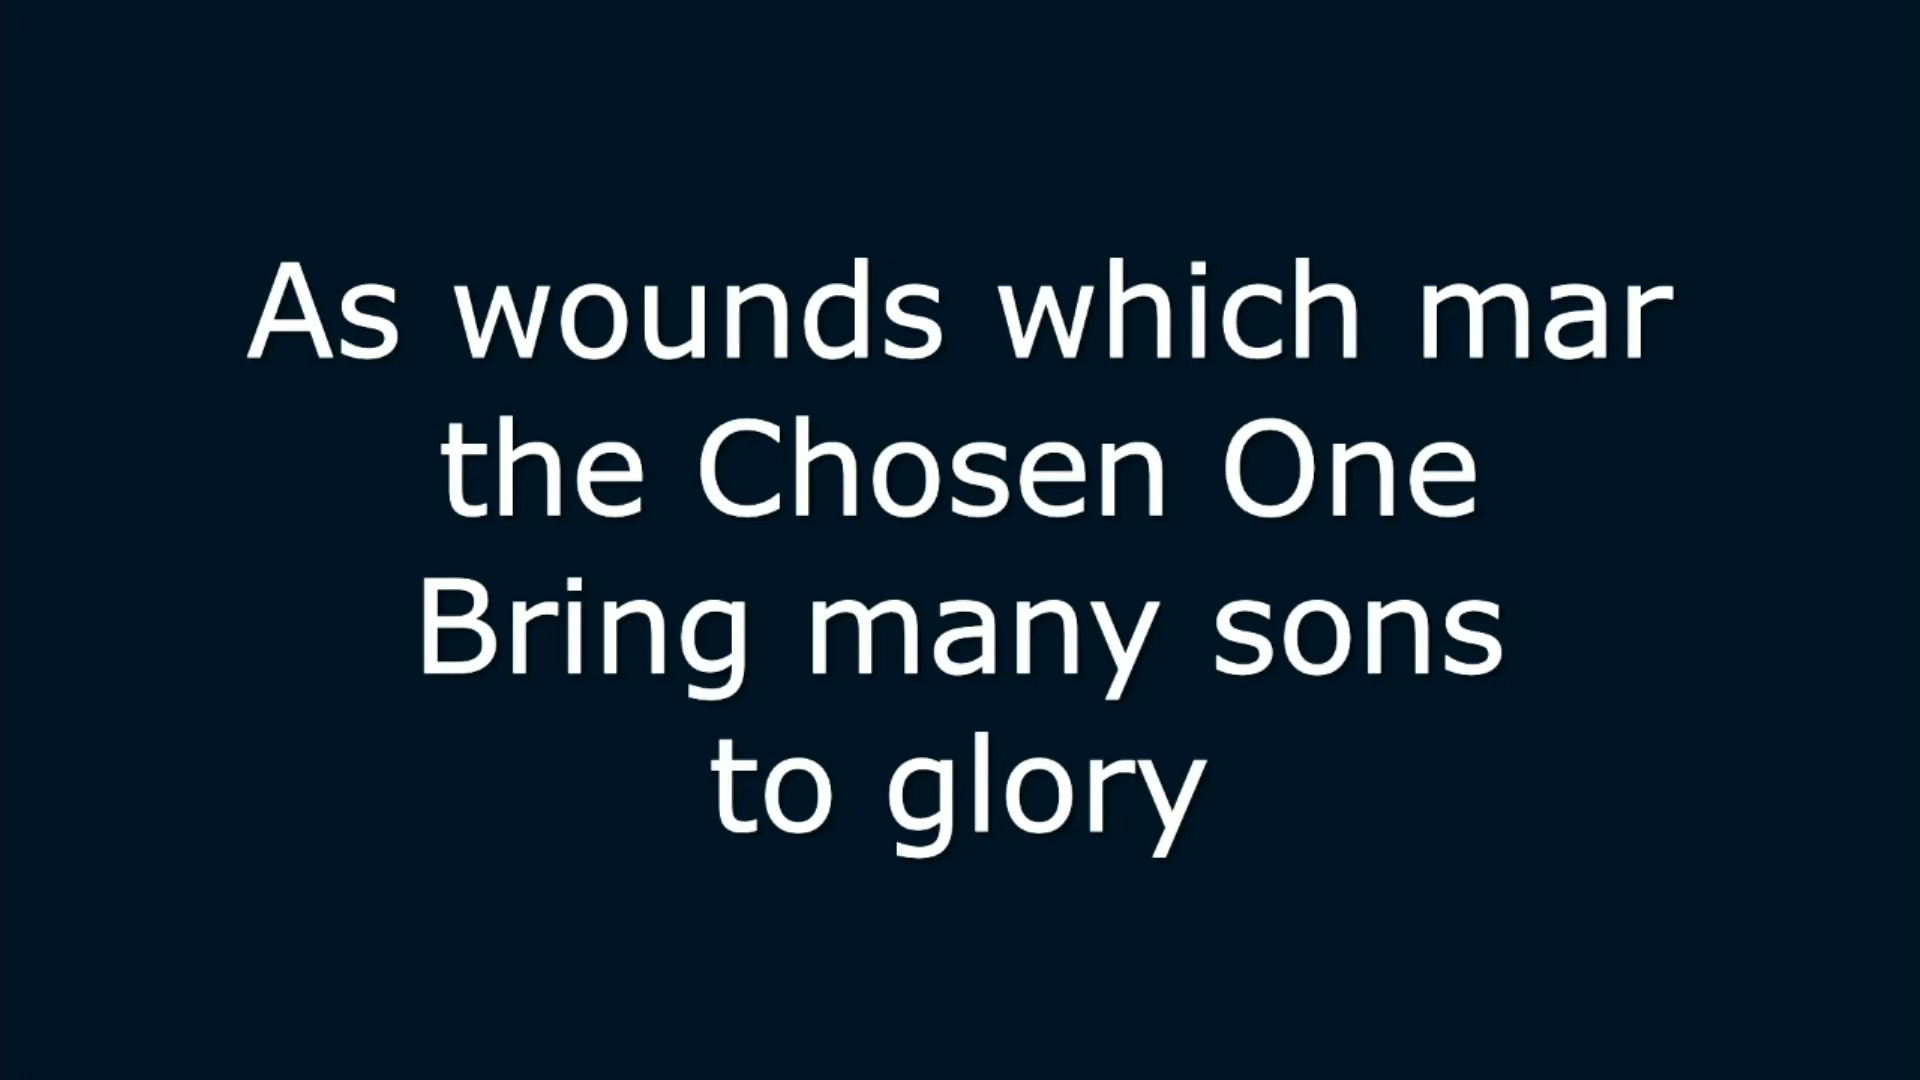 As wounds which mar
the Chosen One
Bring many sons
to glory